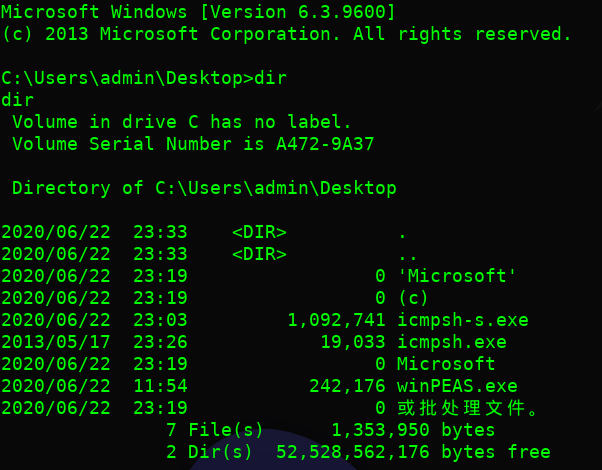 Microsoft Windows [Version 6.3.9600]
(c) 2013 Microsoft Corporation. All rights reserved.
C:\Users\admin\Desktop>dir
dir
Volume in drive C has no label.
Volume Serial Number is A472-9A37
Directory of C:\Users\admin\Desktop
2020/06/22  23:33    <DIR>          .
2020/06/22  23:33    <DIR>          ..
2020/06/22  23:19                 0 'Microsoft'
2020/06/22  23:19                 0 (c)
2020/06/22  23:03         1,092,741 icmpsh-s.exe
2013/05/17  23:26            19,033 icmpsh.exe
2020/06/22  23:19                 0 Microsoft
2020/06/22  11:54           242,176 winPEAS.exe
2020/06/22  23:19                 0 或批处理文件。
7 File(s)      1,353,950 bytes
2 Dir(s)  52,528,562,176 bytes free